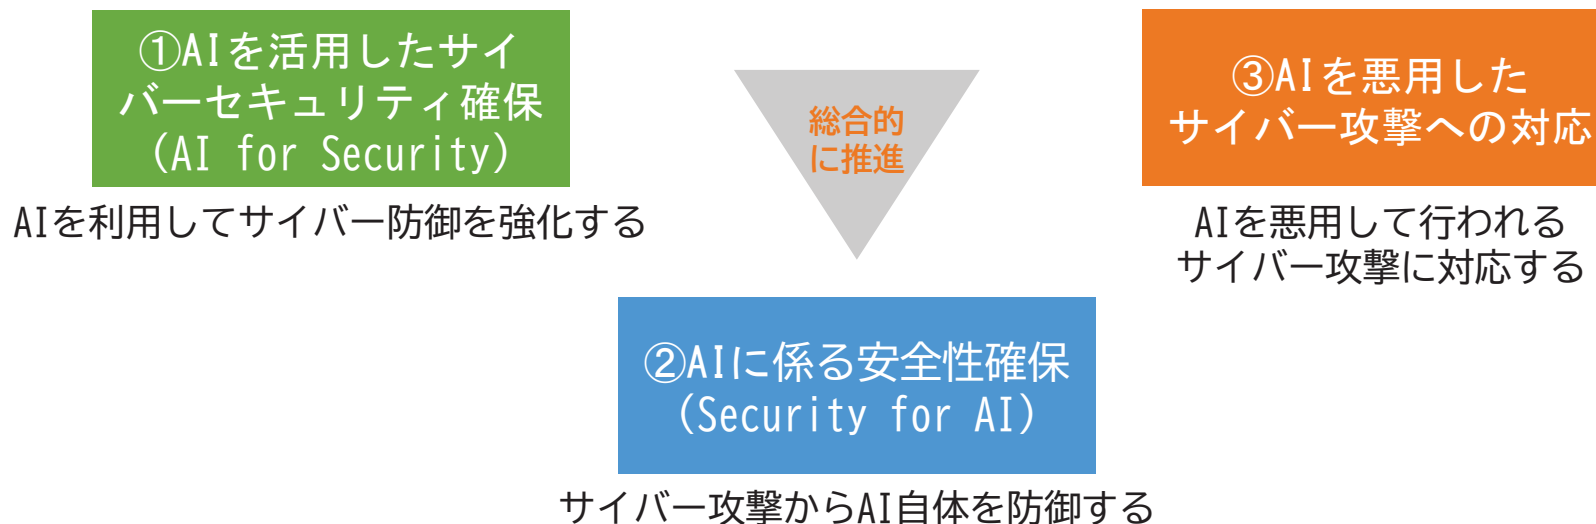 ①AIを活用したサイ
バーセキュリティ確保
(AI for Security)
AIを利用してサイバー防御を強化する
総合的
に推進
③AIを悪用した
サイバー攻撃への対応
AIを悪用して行われる
サイバー攻撃に対応する
②AIに係る安全性確保
(Security for AI)
サイバー攻撃からAI自体を防御する